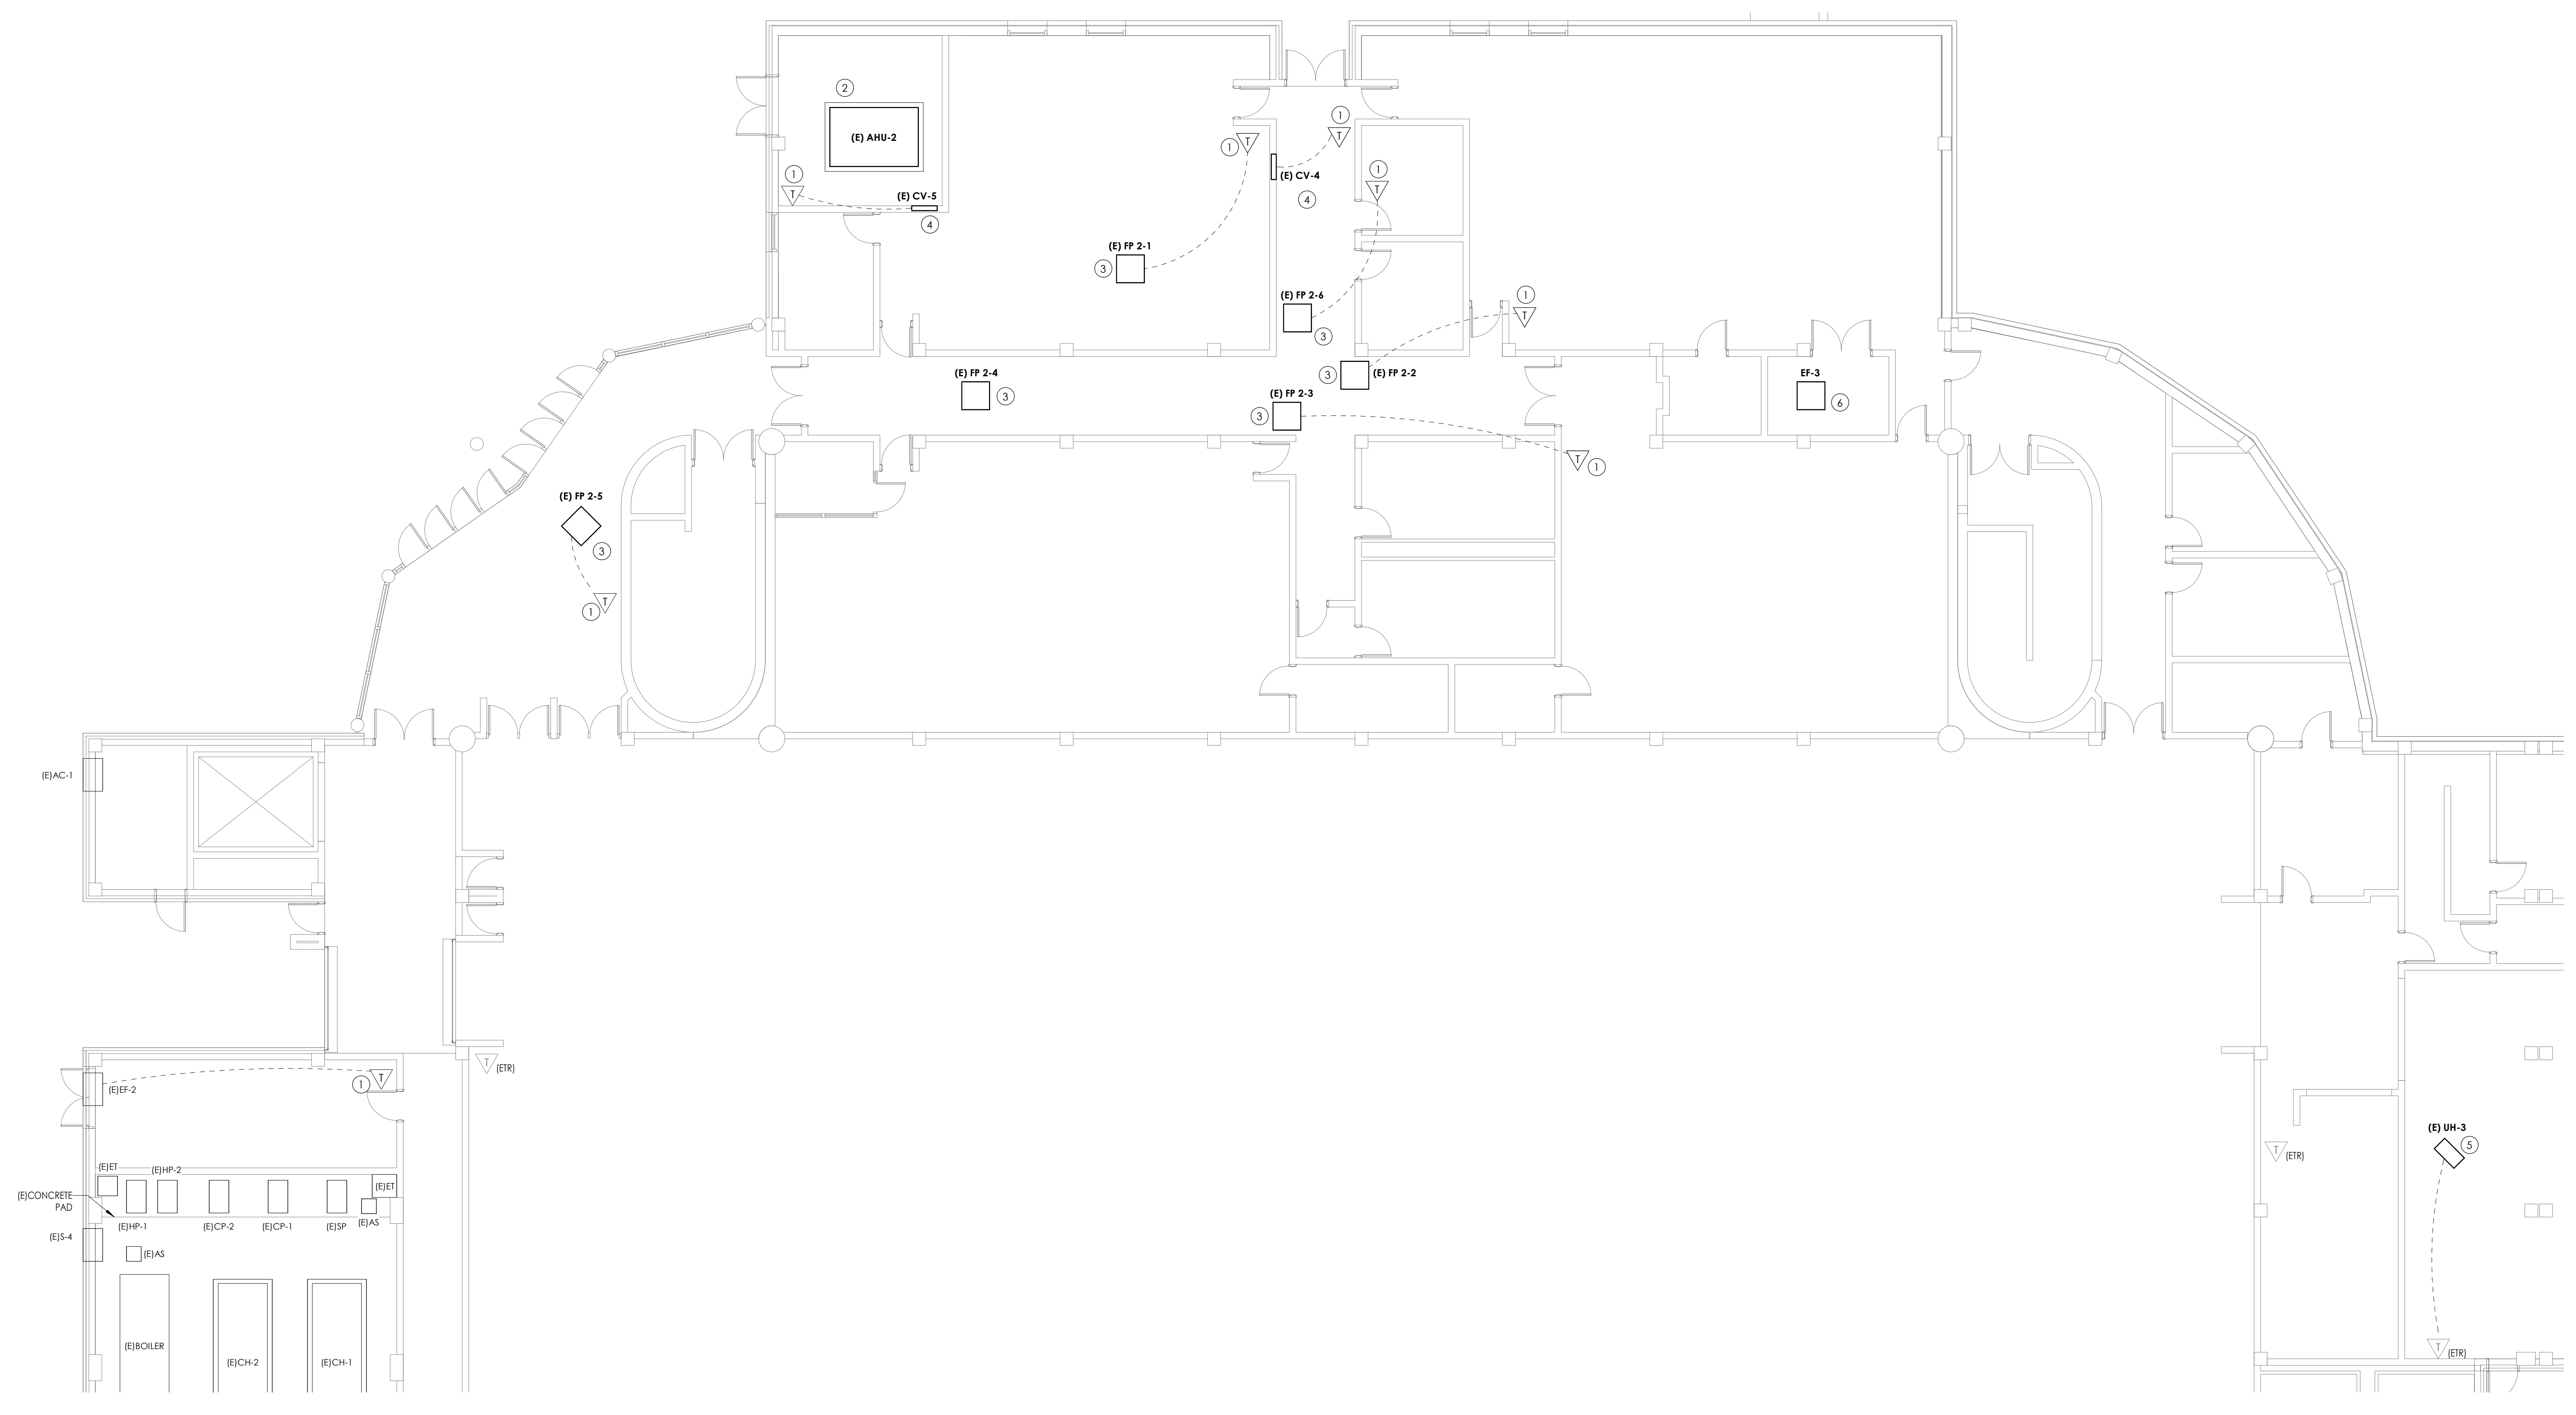 2
(E) AHU-2
1
T
(E) CV-5
4
1
T
1
T
(E) CV-4
4
1
T
(E) FP 2-1
3
(E) FP 2-6
3
1
T
(E) FP 2-4
3
3
(E) FP 2-2
(E) FP 2-3
3
EF-3
6
T
1
(E) FP 2-5
3
T
1
(E)AC-1
T
(ETR)
(E)EF-2
1
T
(E)ET
(E)HP-2
(E)ET
(E)CONCRETE
PAD
(E)HP-1
(E)CP-2
(E)CP-1
(E)SP
(E)AS
(E)S-4
(E)AS
(E)BOILER
(E)CH-2
(E)CH-1
T
(ETR)
(E) UH-3
5
T
(ETR)